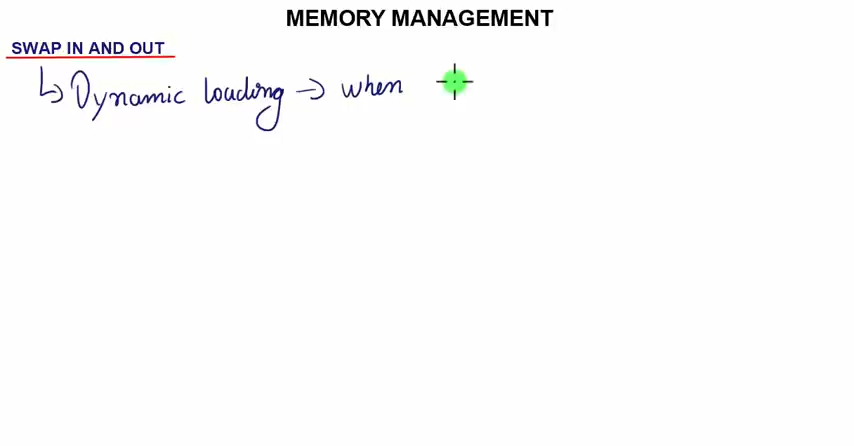 MEMORY MANAGEMENT
SWAP IN AND OUT
↳ Dynamic loading → when